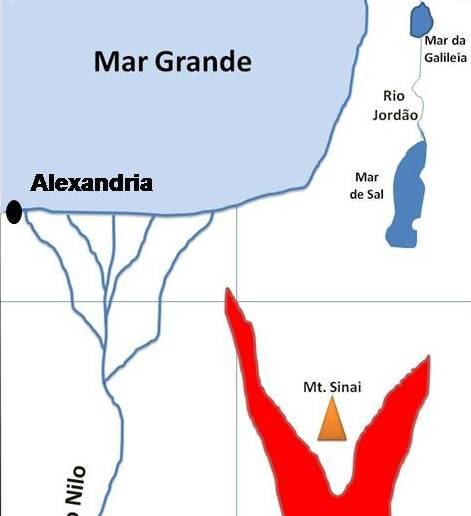 Mar da
Galileia
Mar Grande
Rio
Jordão
Mar
de Sal
Alexandria
Mt. Sinai
o Nilo